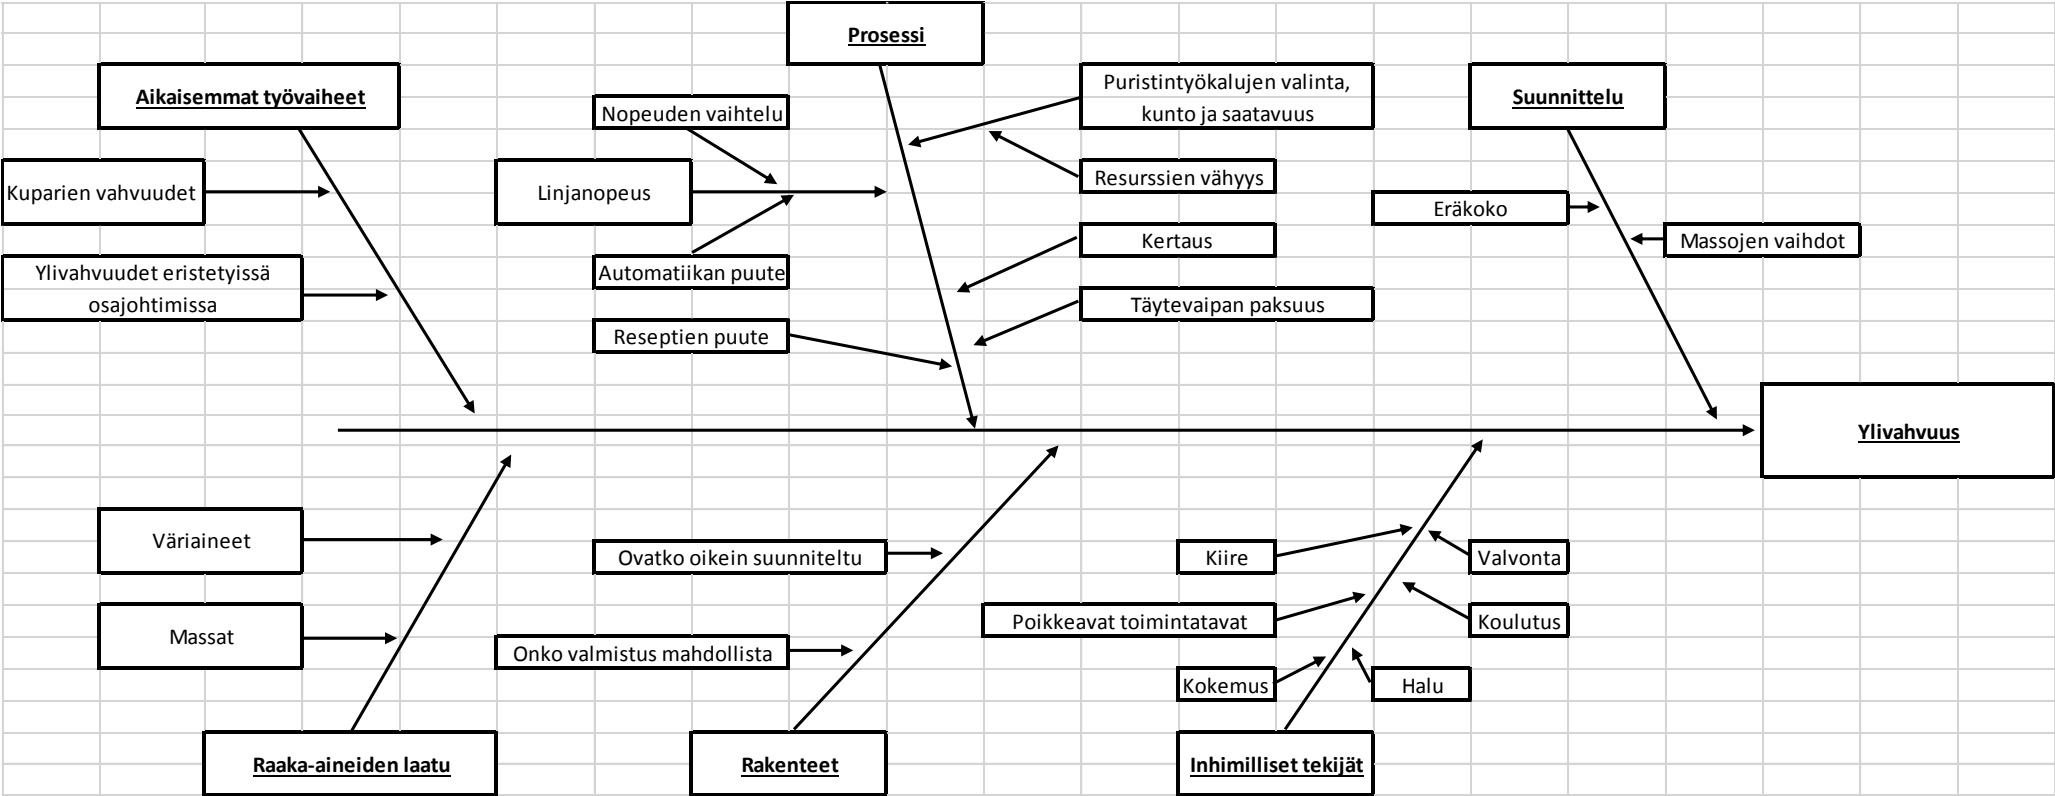 Prosessi
Aikaisemmat työvaiheet
Puristintyökalujen valinta,
kunto ja saatavuus
Suunnittelu
Nopeuden vaihtelu
Kuparien vahvuudet
Linjanopeus
Resurssien vähyys
Eräkoko
Kertaus
Massojen vaihdot
Ylivahvuudet eristetyissä
osajohtimissa
Automatiikan puute
Täytevaipan paksuus
Reseptien puute
Ylivahvuus
Väriaineet
Ovatko oikein suunniteltu
Kiire
Valvonta
Massat
Poikkeavat toimintatavat
Koulutus
Onko valmistus mahdollista
Kokemus
Halu
Raaka-aineiden laatu
Rakenteet
Inhimilliset tekijät